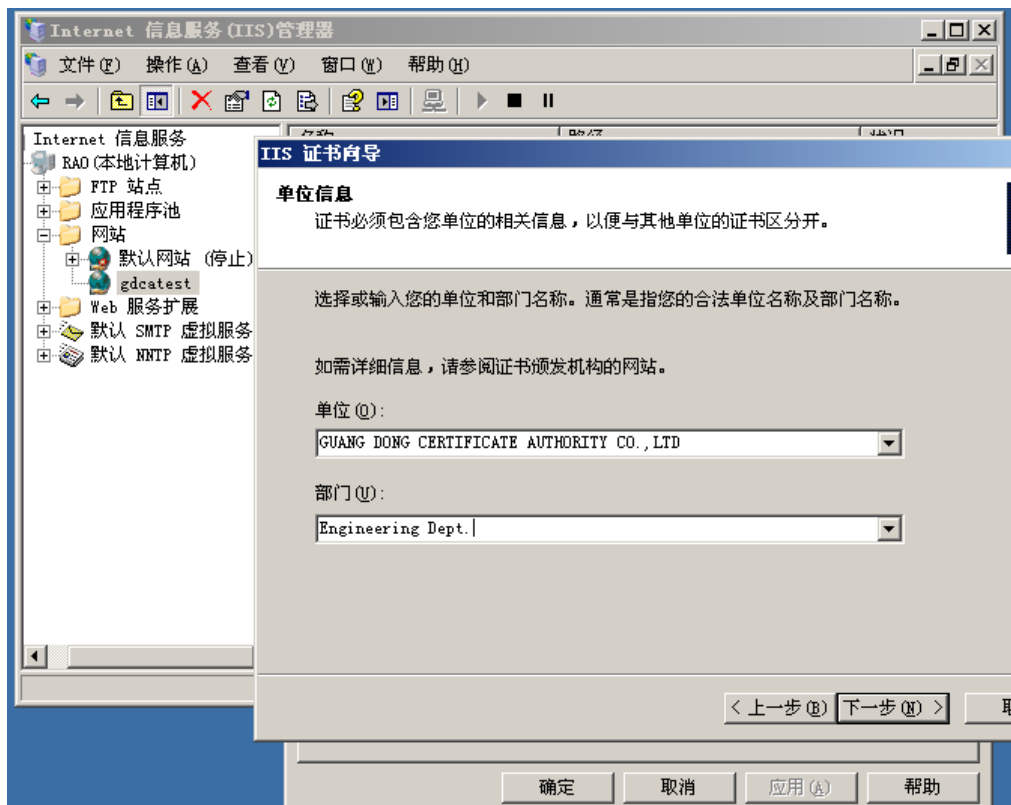 Internet 信息服务(IIS)管理器
文件(F) 操作(A) 查看(V) 窗口(W) 帮助(H)
Internet 信息服务
名称 路径 状况
RAO(本地计算机)
FTP 站点
应用程序池
网站
默认网站 (停止)
gdcatest
Web 服务扩展
默认 SMTP 虚拟服务
默认 NNTP 虚拟服务
IIS 证书向导
单位信息
证书必须包含您单位的相关信息，以便与其他单位的证书区分开。
选择或输入您的单位和部门名称。通常是指您的合法单位名称及部门名称。
如需详细信息，请参阅证书颁发机构的网站。
单位(O):
GUANG DONG CERTIFICATE AUTHORITY CO.,LTD
部门(U):
Engineering Dept.
< 上一步(B) 下一步(N) >
确定 取消 应用(A) 帮助